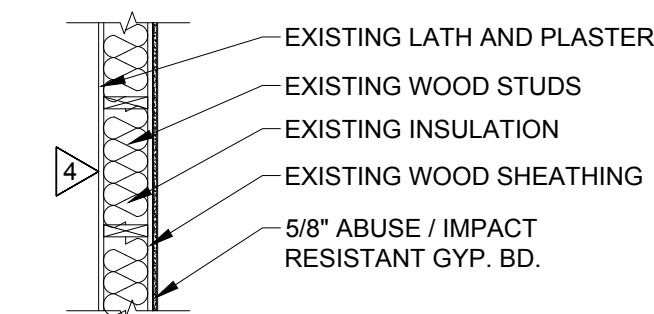 EXISTING LATH AND PLASTER
EXISTING WOOD STUDS
EXISTING INSULATION
4
EXISTING WOOD SHEATHING
5/8" ABUSE / IMPACT
RESISTANT GYP. BD.